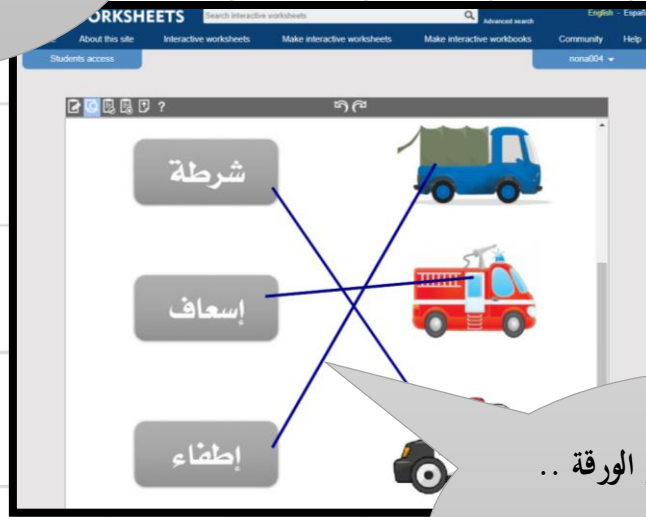 ORKSHEETS
Search interactive worksheets
Advanced search
English - Españ
About this site Interactive worksheets Make interactive worksheets Make interactive workbooks Community Help
Students access
nona004
?
شرطة
إسعاف
إطفاء
الورقة ..